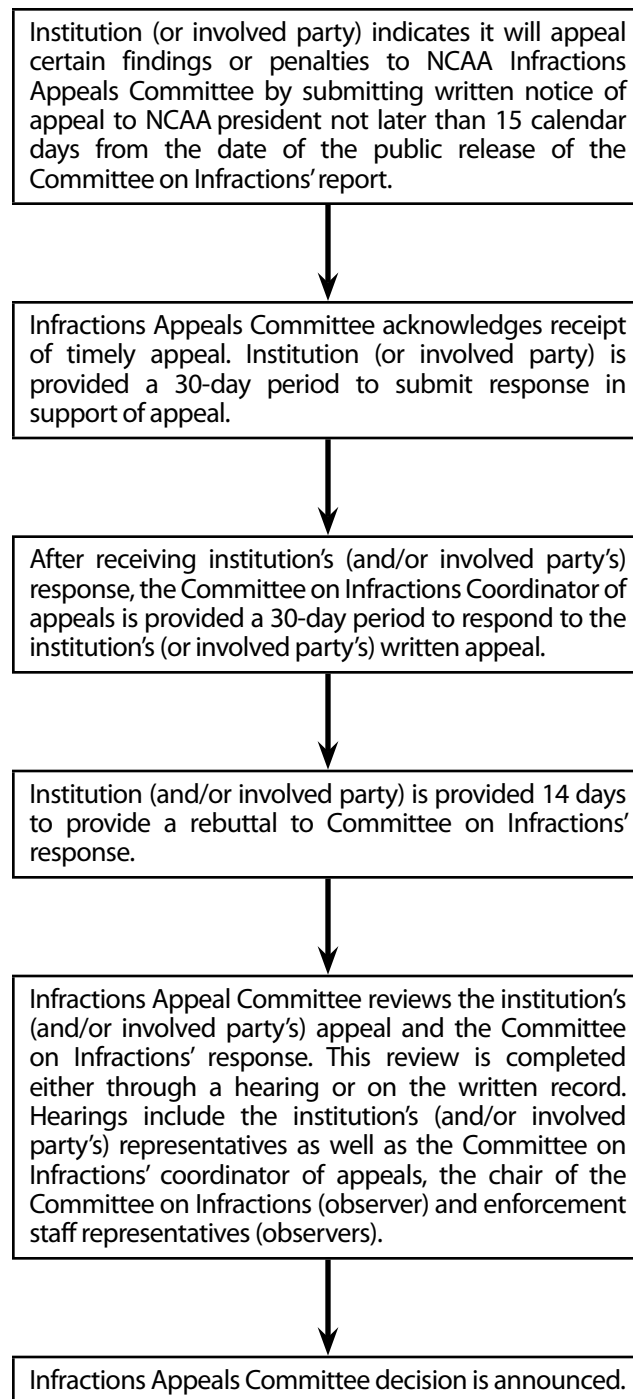 Institution (or involved party) indicates it will appeal
certain findings or penalties to NCAA Infractions
Appeals Committee by submitting written notice of
appeal to NCAA president not later than 15 calendar
days from the date of the public release of the
Committee on Infractions’ report.
Infractions Appeals Committee acknowledges receipt
of timely appeal. Institution (or involved party) is
provided a 30-day period to submit response in
support of appeal.
After receiving institution’s (and/or involved party’s)
response, the Committee on Infractions Coordinator of
appeals is provided a 30-day period to respond to the
institution’s (or involved party’s) written appeal.
Institution (and/or involved party) is provided 14 days
to provide a rebuttal to Committee on Infractions’
response.
Infractions Appeal Committee reviews the institution’s
(and/or involved party’s) appeal and the Committee
on Infractions’ response. This review is completed
either through a hearing or on the written record.
Hearings include the institution’s (and/or involved
party’s) representatives as well as the Committee on
Infractions’ coordinator of appeals, the chair of the
Committee on Infractions (observer) and enforcement
staff representatives (observers).
Infractions Appeals Committee decision is announced.